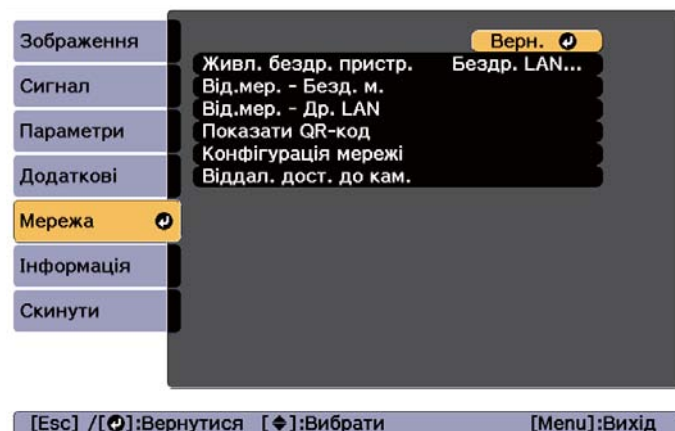 Зображення
Сигнал
Параметри
Додаткові
Мережа
Інформація
Скинути
Верн.
Живл. бездр. пристр. Бездр. LAN...
Від.мер. - Безд. м.
Від.мер. - Др. LAN
Показати QR-код
Конфігурація мережі
Віддал. дост. до кам.
[Esc] /[⏎]:Вернутися [◆]:Вибрати [Menu]:Вихід